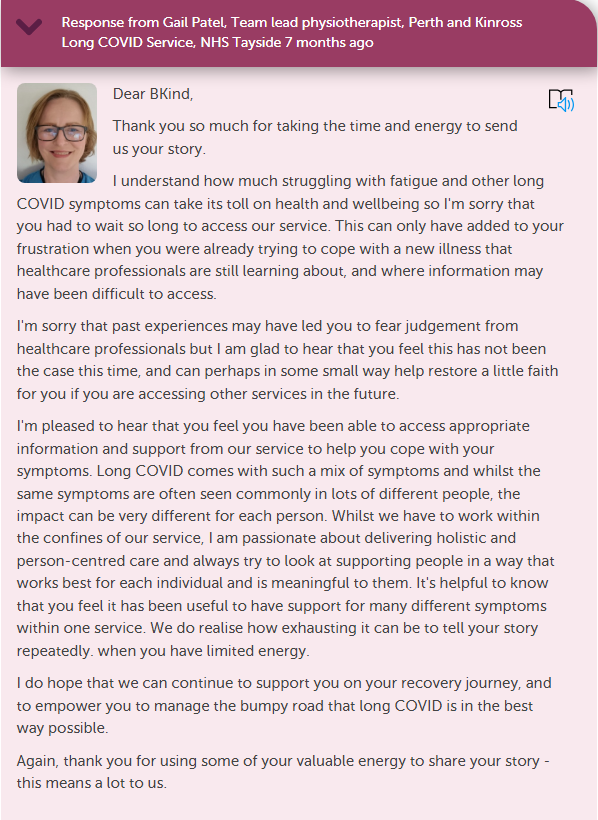 Response from Gail Patel, Team lead physiotherapist, Perth and Kinross
Long COVID Service, NHS Tayside 7 months ago
Dear BKind,
Thank you so much for taking the time and energy to send
us your story.
I understand how much struggling with fatigue and other long
COVID symptoms can take its toll on health and wellbeing so I'm sorry that
you had to wait so long to access our service. This can only have added to your
frustration when you were already trying to cope with a new illness that
healthcare professionals are still learning about, and where information may
have been difficult to access.
I'm sorry that past experiences may have led you to fear judgement from
healthcare professionals but I am glad to hear that you feel this has not been
the case this time, and can perhaps in some small way help restore a little faith
for you if you are accessing other services in the future.
I'm pleased to hear that you feel you have been able to access appropriate
information and support from our service to help you cope with your
symptoms. Long COVID comes with such a mix of symptoms and whilst the
same symptoms are often seen commonly in lots of different people, the
impact can be very different for each person. Whilst we have to work within
the confines of our service, I am passionate about delivering holistic and
person-centred care and always try to look at supporting people in a way that
works best for each individual and is meaningful to them. It's helpful to know
that you feel it has been useful to have support for many different symptoms
within one service. We do realise how exhausting it can be to tell your story
repeatedly. when you have limited energy.
I do hope that we can continue to support you on your recovery journey, and
to empower you to manage the bumpy road that long COVID is in the best
way possible.
Again, thank you for using some of your valuable energy to share your story -
this means a lot to us.